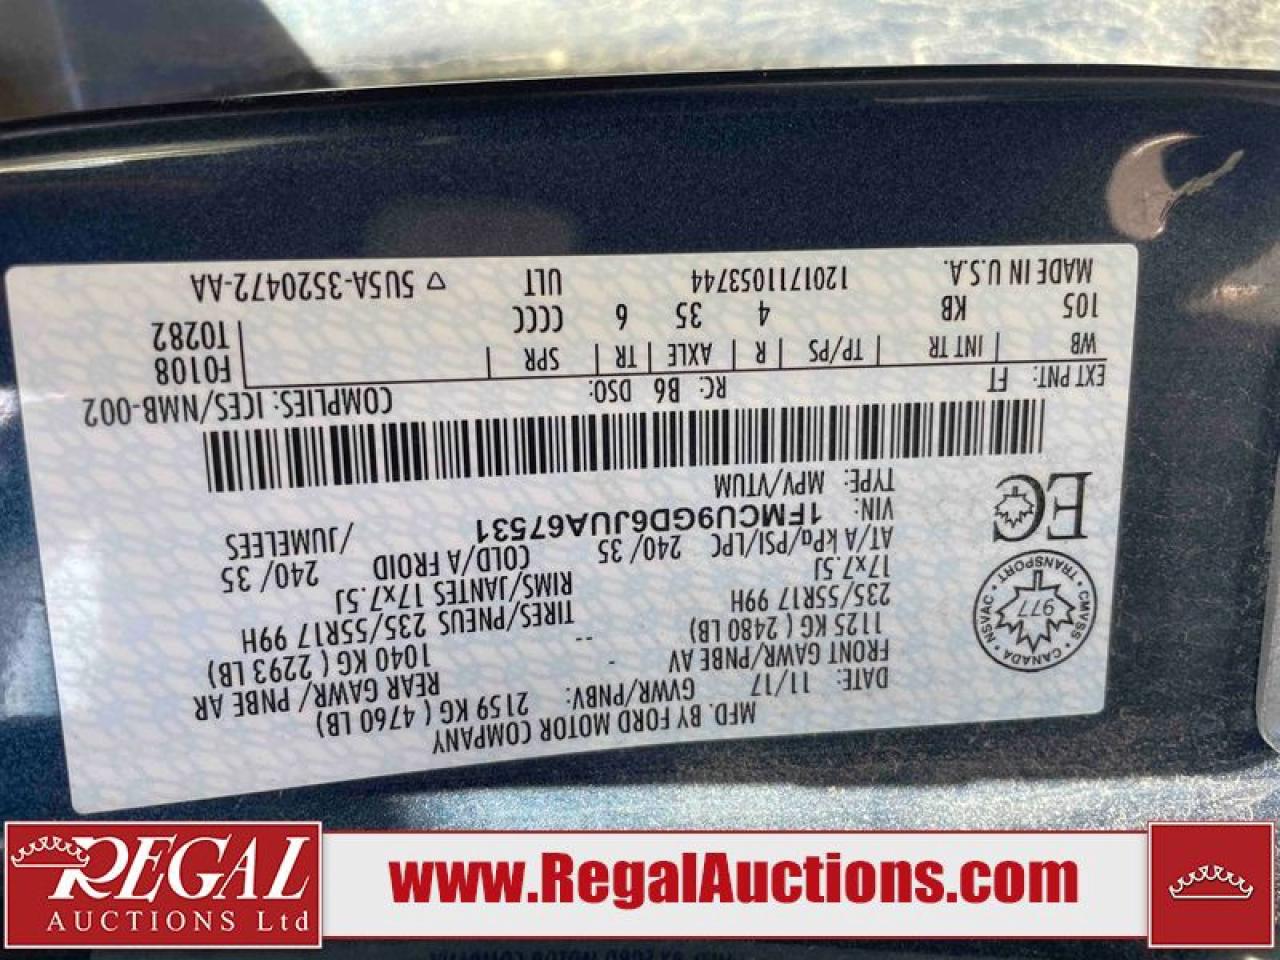 MFD. BY FORD MOTOR COMPANY
DATE: 11/17 GVWR/PNBV: 2159 KG ( 4760 LB)
FRONT GAWR/PNBE AV - REAR GAWR/ PNBE AR
1125 KG ( 2480 LB) -- 1040 KG ( 2293 LB)
235/55R17 99H TIRES/PNEUS 235/55R17 99H
17x7.5J RIMS/JANTES 17x7.5J
AT/A kPa/PSI/LPC 240/ 35 COLD/A FROID 240/ 35
VIN: 1FMCU9GD6JUA67531 /JUMELEES
TYPE: MPV/VTUM
CANADA · CMVSS · TRANSPORT · NSVAC
977
EC
EXT PNT: FT RC: B6 DSO: COMPLIES: ICES/NMB-002
WB | INT TR | TP/PS | R | AXLE | TR | SPR | F0108
105 KB 4 35 6 CCCC T0282
MADE IN U.S.A. 120171053744 ULT ▽ 5U5A-3520472-AA
REGAL
AUCTIONS Ltd
www.RegalAuctions.com